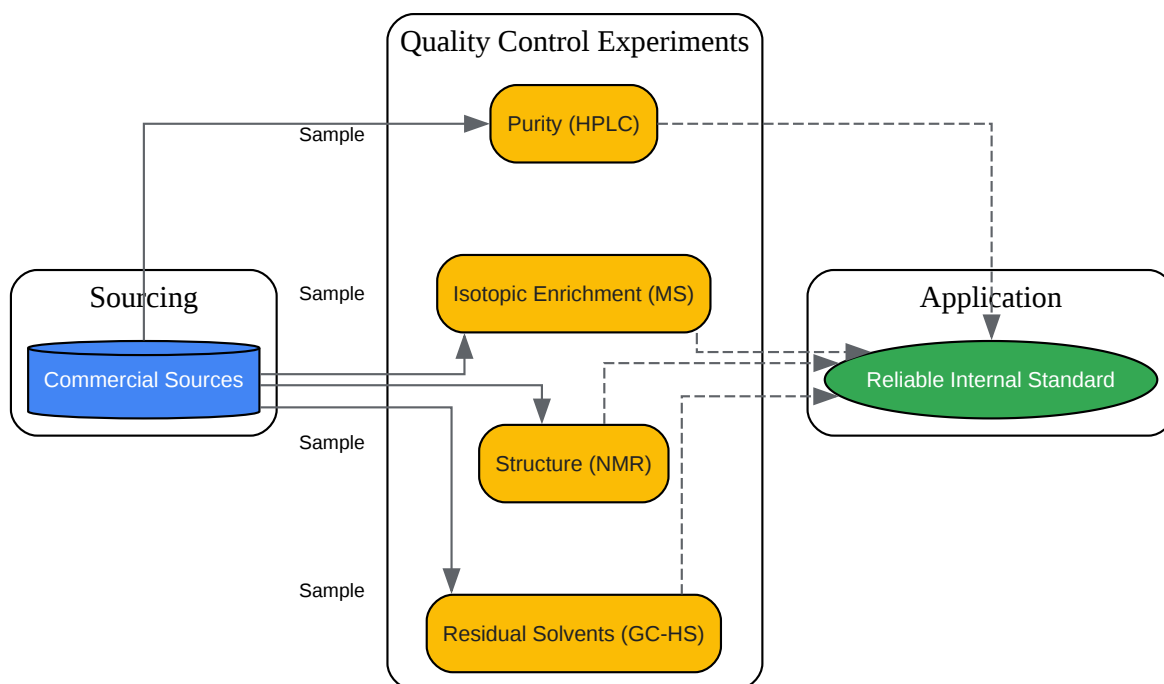 Quality Control Experiments
Purity (HPLC)
Sample
Sample
Isotopic Enrichment (MS)
Sourcing
Application
Commercial Sources
Reliable Internal Standard
Sample
Structure (NMR)
Sample
Residual Solvents (GC-HS)